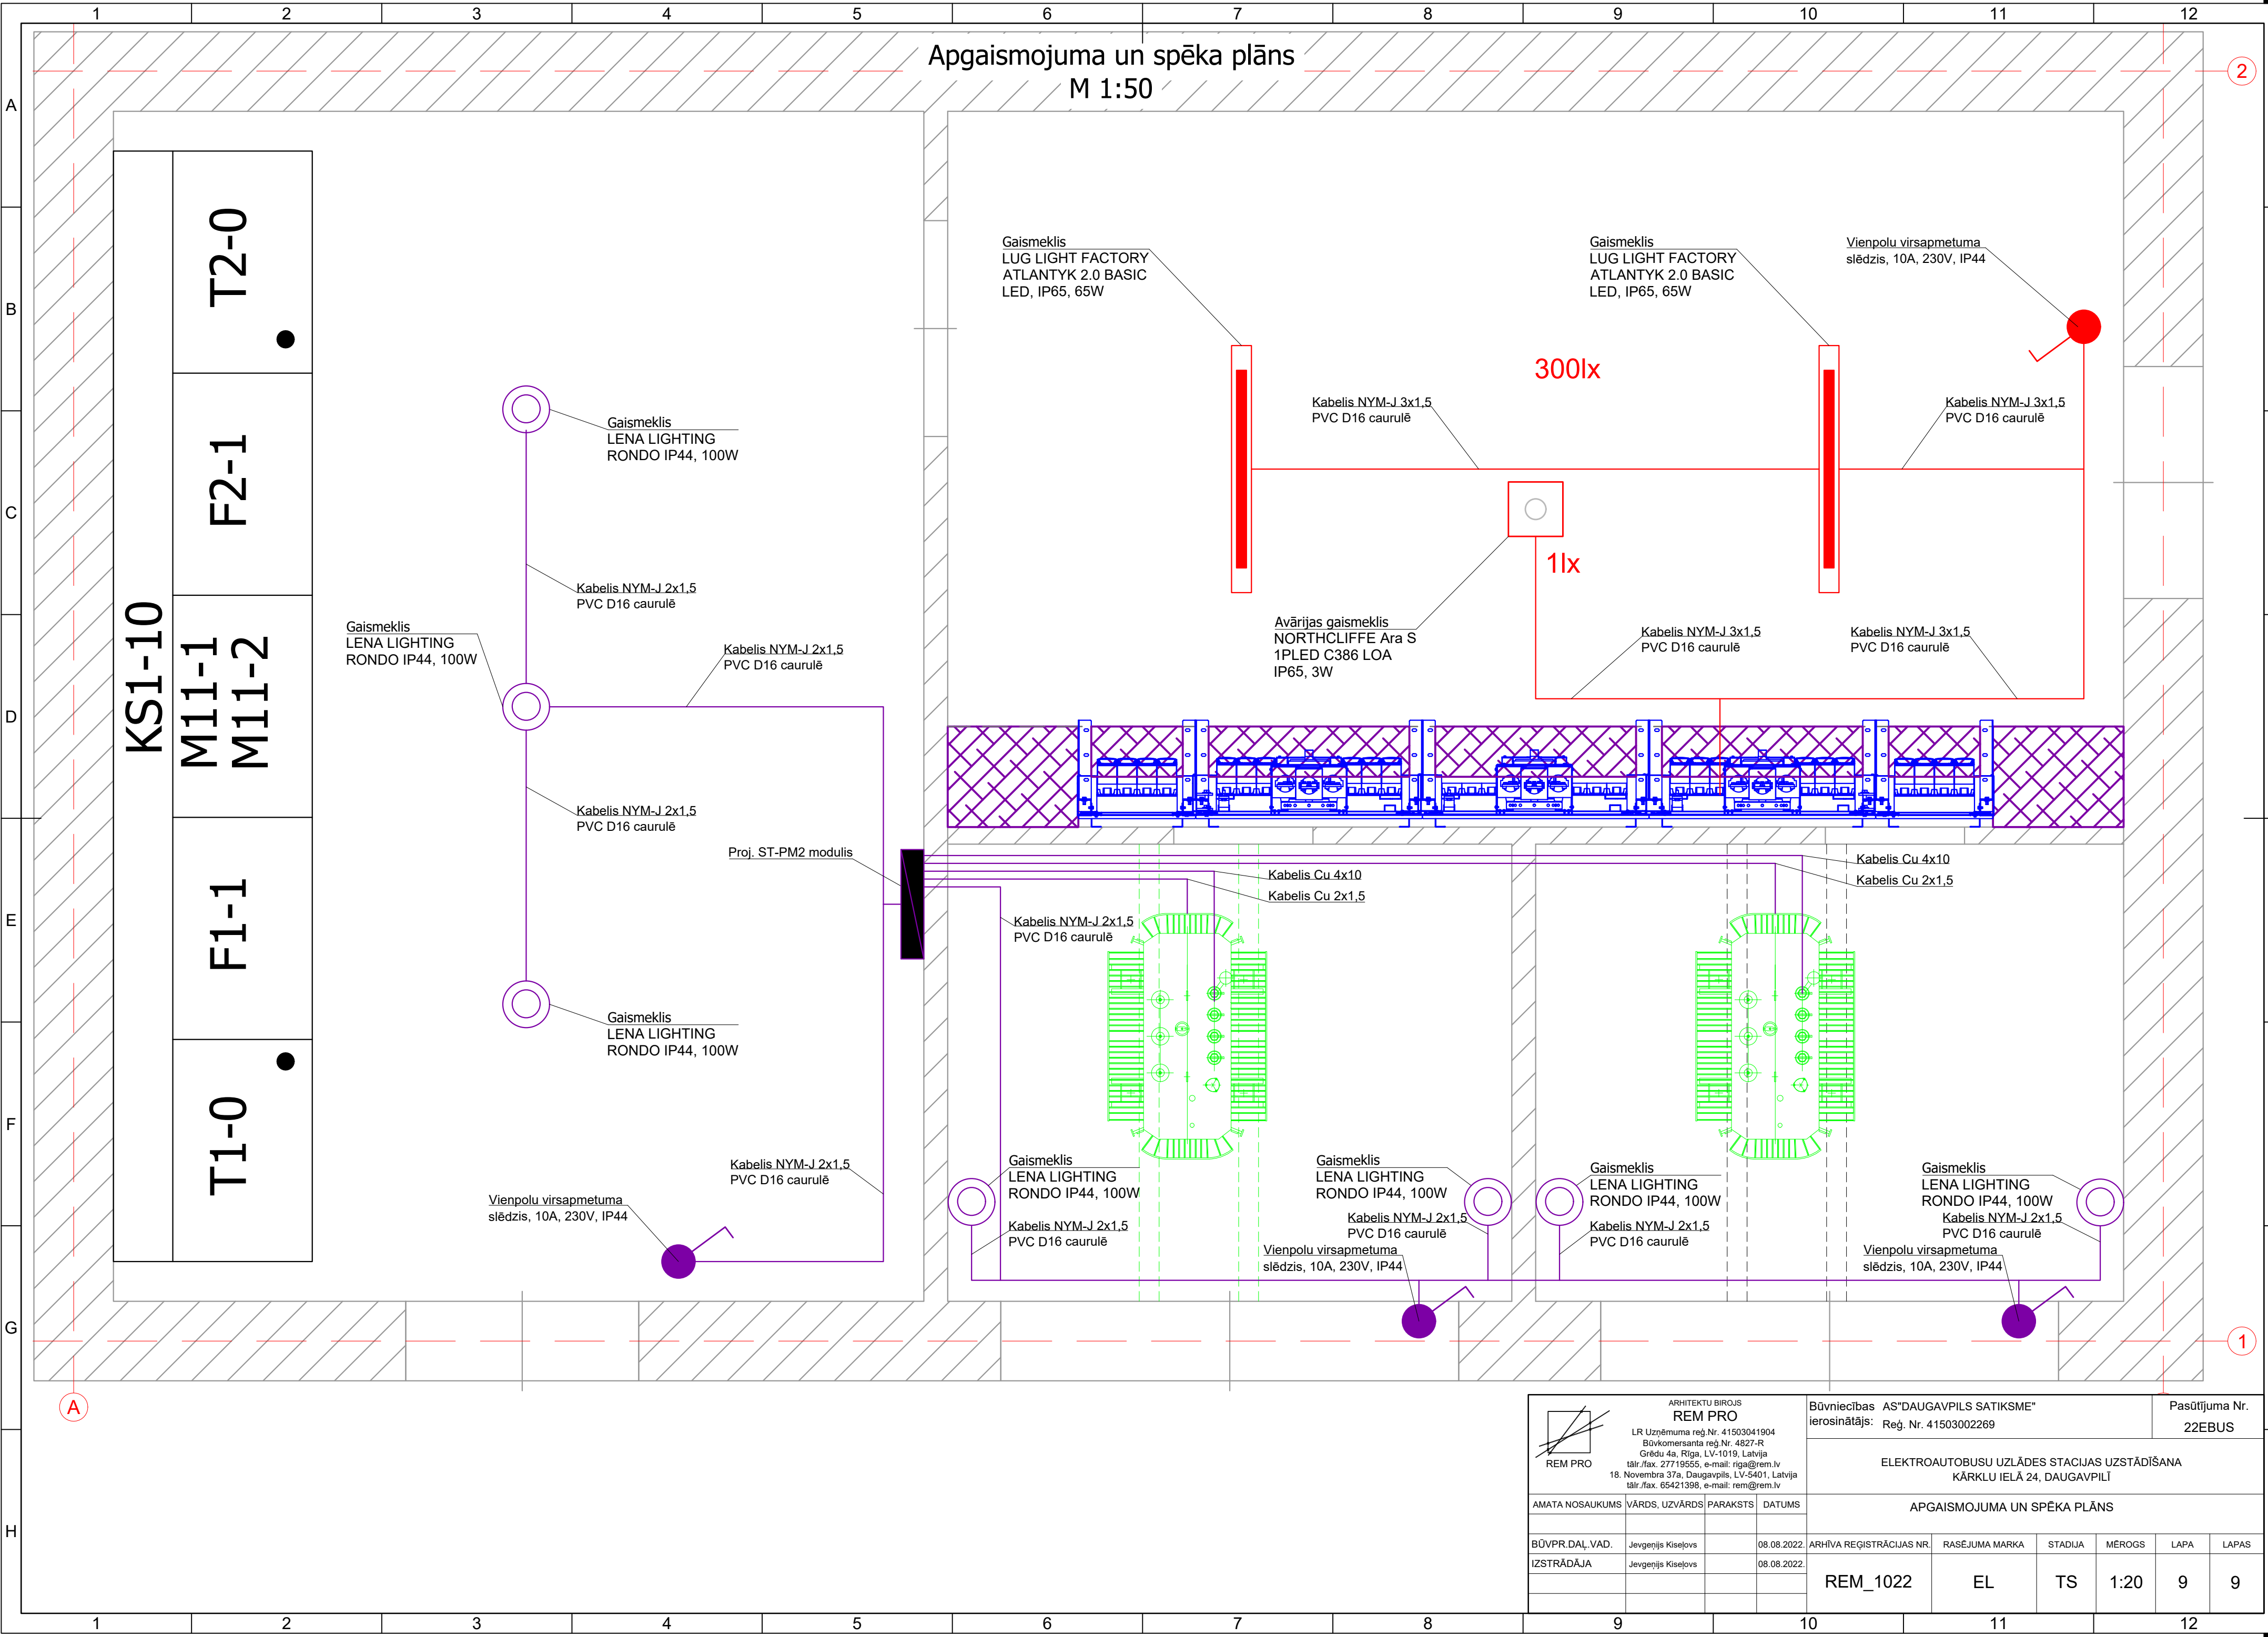 1 2 3 4 5 6 7 8 9 10 11 12
Apgaismojuma un spēka plāns
M 1:50
2
A
B
C
D
E
F
G
H
T2-0
F2-1
KS1-10
M11-1
M11-2
F1-1
T1-0
Gaismeklis
LENA LIGHTING
RONDO IP44, 100W
Kabelis NYM-J 2x1,5
PVC D16 caurulē
Gaismeklis
LENA LIGHTING
RONDO IP44, 100W
Kabelis NYM-J 2x1,5
PVC D16 caurulē
Kabelis NYM-J 2x1,5
PVC D16 caurulē
Proj. ST-PM2 modulis
Gaismeklis
LENA LIGHTING
RONDO IP44, 100W
Kabelis NYM-J 2x1,5
PVC D16 caurulē
Vienpolu virsapmetuma
slēdzis, 10A, 230V, IP44
Gaismeklis
LUG LIGHT FACTORY
ATLANTYK 2.0 BASIC
LED, IP65, 65W
Gaismeklis
LUG LIGHT FACTORY
ATLANTYK 2.0 BASIC
LED, IP65, 65W
Vienpolu virsapmetuma
slēdzis, 10A, 230V, IP44
300lx
Kabelis NYM-J 3x1,5
PVC D16 caurulē
Kabelis NYM-J 3x1,5
PVC D16 caurulē
1lx
Avārijas gaismeklis
NORTHCLIFFE Ara S
1PLED C386 LOA
IP65, 3W
Kabelis NYM-J 3x1,5
PVC D16 caurulē
Kabelis NYM-J 3x1,5
PVC D16 caurulē
Kabelis Cu 4x10
Kabelis Cu 2x1,5
Kabelis Cu 4x10
Kabelis Cu 2x1,5
Kabelis NYM-J 2x1,5
PVC D16 caurulē
Gaismeklis
LENA LIGHTING
RONDO IP44, 100W
Kabelis NYM-J 2x1,5
PVC D16 caurulē
Gaismeklis
LENA LIGHTING
RONDO IP44, 100W
Kabelis NYM-J 2x1,5
PVC D16 caurulē
Vienpolu virsapmetuma
slēdzis, 10A, 230V, IP44
Gaismeklis
LENA LIGHTING
RONDO IP44, 100W
Kabelis NYM-J 2x1,5
PVC D16 caurulē
Gaismeklis
LENA LIGHTING
RONDO IP44, 100W
Kabelis NYM-J 2x1,5
PVC D16 caurulē
Vienpolu virsapmetuma
slēdzis, 10A, 230V, IP44
1
A
REM PRO
ARHITEKTU BIROJS
REM PRO
LR Uzņēmuma reģ.Nr. 41503041904
Būvkomersanta reģ.Nr. 4827-R
Grēdu 4a, Rīga, LV-1019, Latvija
tālr./fax. 27719555, e-mail: riga@rem.lv
18. Novembra 37a, Daugavpils, LV-5401, Latvija
tālr./fax. 65421398, e-mail: rem@rem.lv
Būvniecības ierosinātājs: AS"DAUGAVPILS SATIKSME"
Reģ. Nr. 41503002269
Pasūtījuma Nr.
22EBUS
ELEKTROAUTOBUSU UZLĀDES STACIJAS UZSTĀDĪŠANA
KĀRKLU IELĀ 24, DAUGAVPILĪ
AMATA NOSAUKUMS VĀRDS, UZVĀRDS PARAKSTS DATUMS
APGAISMOJUMA UN SPĒKA PLĀNS
BŪVPR.DAĻ.VAD. Jevgeņijs Kiseļovs 08.08.2022.
IZSTRĀDĀJA Jevgeņijs Kiseļovs 08.08.2022.
ARHĪVA REĢISTRĀCIJAS NR. RASĒJUMA MARKA STADIJA MĒROGS LAPA LAPAS
REM_1022 EL TS 1:20 9 9
1 2 3 4 5 6 7 8 9 10 11 12